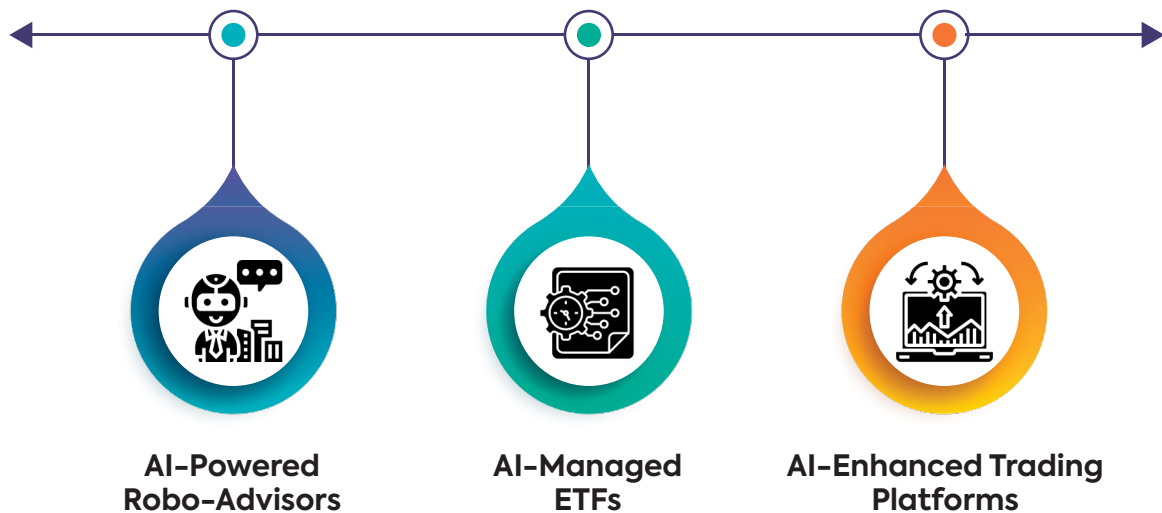 AI-Powered
Robo-Advisors
AI-Managed
ETFs
AI-Enhanced Trading
Platforms